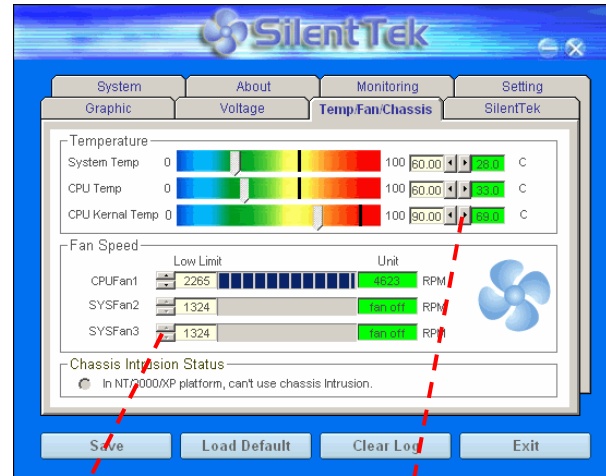 SilentTek
System About Monitoring Setting
Graphic Voltage Temp/Fan/Chassis SilentTek
Temperature
System Temp 0 100 60.00 28.0 C
CPU Temp 0 100 60.00 33.0 C
CPU Kernal Temp 0 100 90.00 69.0 C
Fan Speed
Low Limit Unit
CPUFan1 2265 4623 RPM
SYSFan2 1324 fan off RPM
SYSFan3 1324 fan off RPM
Chassis Intrusion Status
In NT/2000/XP platform, can't use chassis Intrusion.
Save Load Default Clear Log Exit